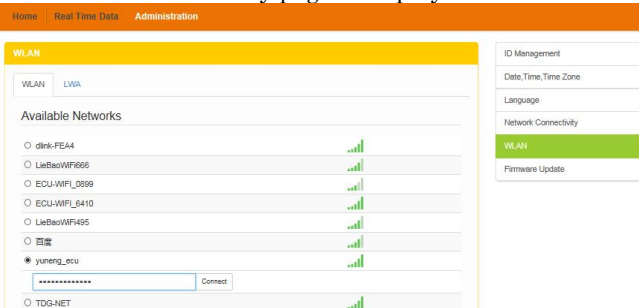 Home Real Time Data Administration
WLAN
WLAN LWA
Available Networks
dlink-FEA4
LieBaoWiFi666
ECU-WIFI_0899
ECU-WIFI_6410
LieBaoWiFi495
百度
yuneng_ecu
•••••••••••••  Connect
TDG-NET
ID Management
Date,Time,Time Zone
Language
Network Connectivity
WLAN
Firmware Update